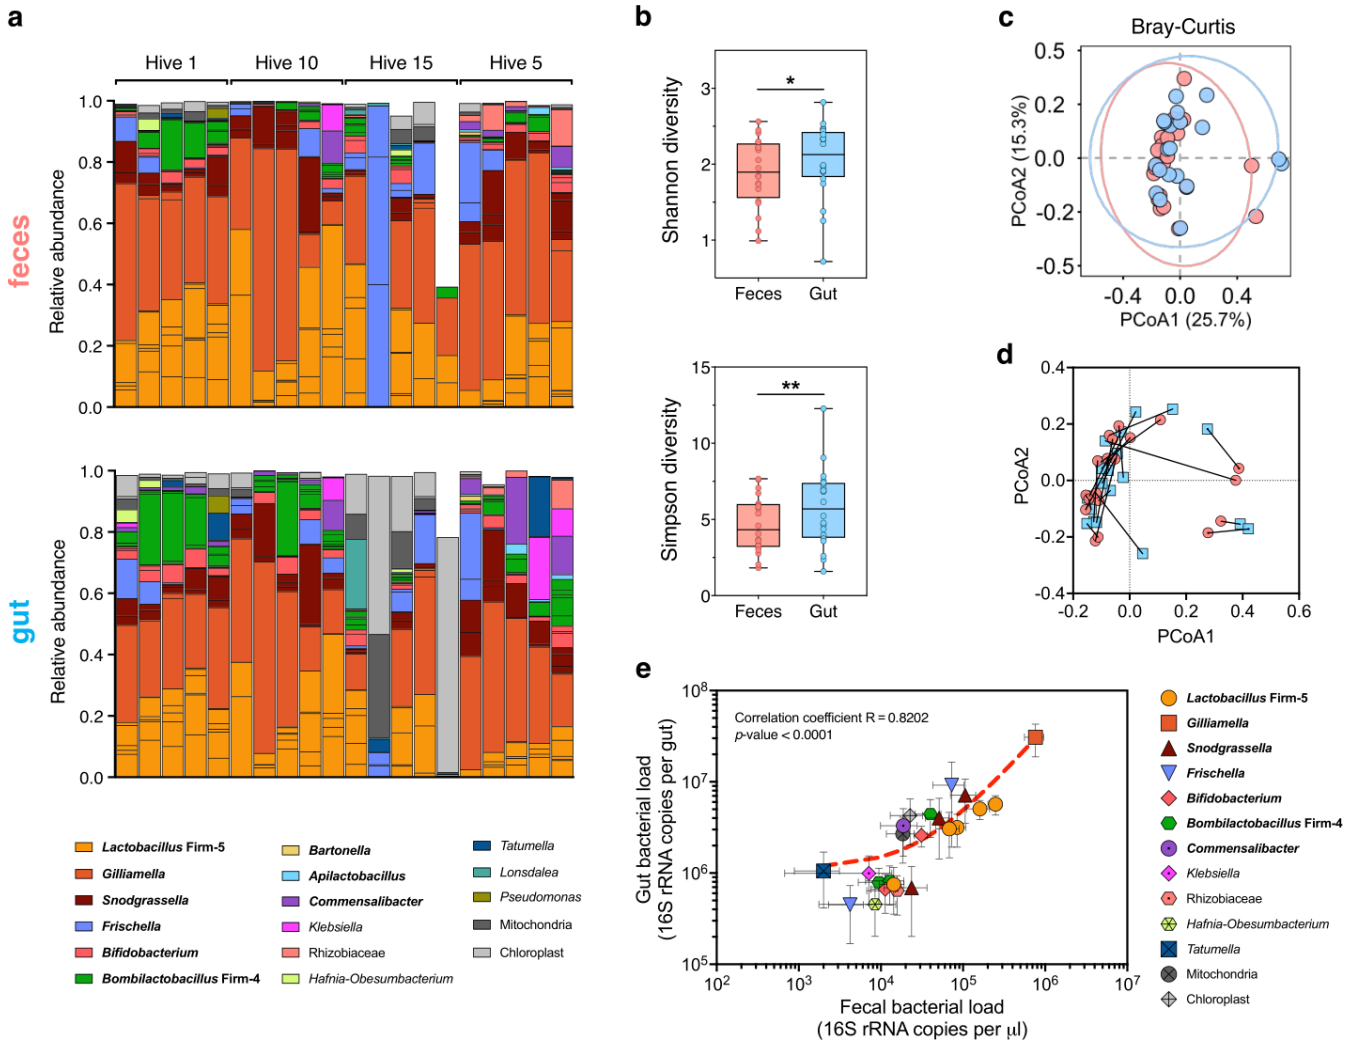 a
Hive 1
Hive 10
Hive 15
Hive 5
feces
Relative abundance
1.0
0.8
0.6
0.4
0.2
0.0
gut
Relative abundance
1.0
0.8
0.6
0.4
0.2
0.0
Lactobacillus Firm-5
Gilliamella
Snodgrassella
Frischella
Bifidobacterium
Bombilactobacillus Firm-4
Bartonella
Apilactobacillus
Commensalibacter
Klebsiella
Rhizobiaceae
Hafnia-Obesumbacterium
Tatumella
Lonsdalea
Pseudomonas
Mitochondria
Chloroplast
b
Shannon diversity
3
2
1
*
Feces
Gut
Simpson diversity
15
10
5
0
**
Feces
Gut
c
Bray-Curtis
PCoA2 (15.3%)
0.5
0.2
0.0
-0.2
-0.5
-0.4
0.0
0.4
PCoA1 (25.7%)
d
PCoA2
0.4
0.2
0.0
-0.2
-0.4
-0.2
0.0
0.2
0.4
0.6
PCoA1
e
Gut bacterial load
(16S rRNA copies per gut)
10⁸
10⁷
10⁶
10⁵
Correlation coefficient R = 0.8202
p-value < 0.0001
10²
10³
10⁴
10⁵
10⁶
10⁷
Fecal bacterial load
(16S rRNA copies per µl)
Lactobacillus Firm-5
Gilliamella
Snodgrassella
Frischella
Bifidobacterium
Bombilactobacillus Firm-4
Commensalibacter
Klebsiella
Rhizobiaceae
Hafnia-Obesumbacterium
Tatumella
Mitochondria
Chloroplast